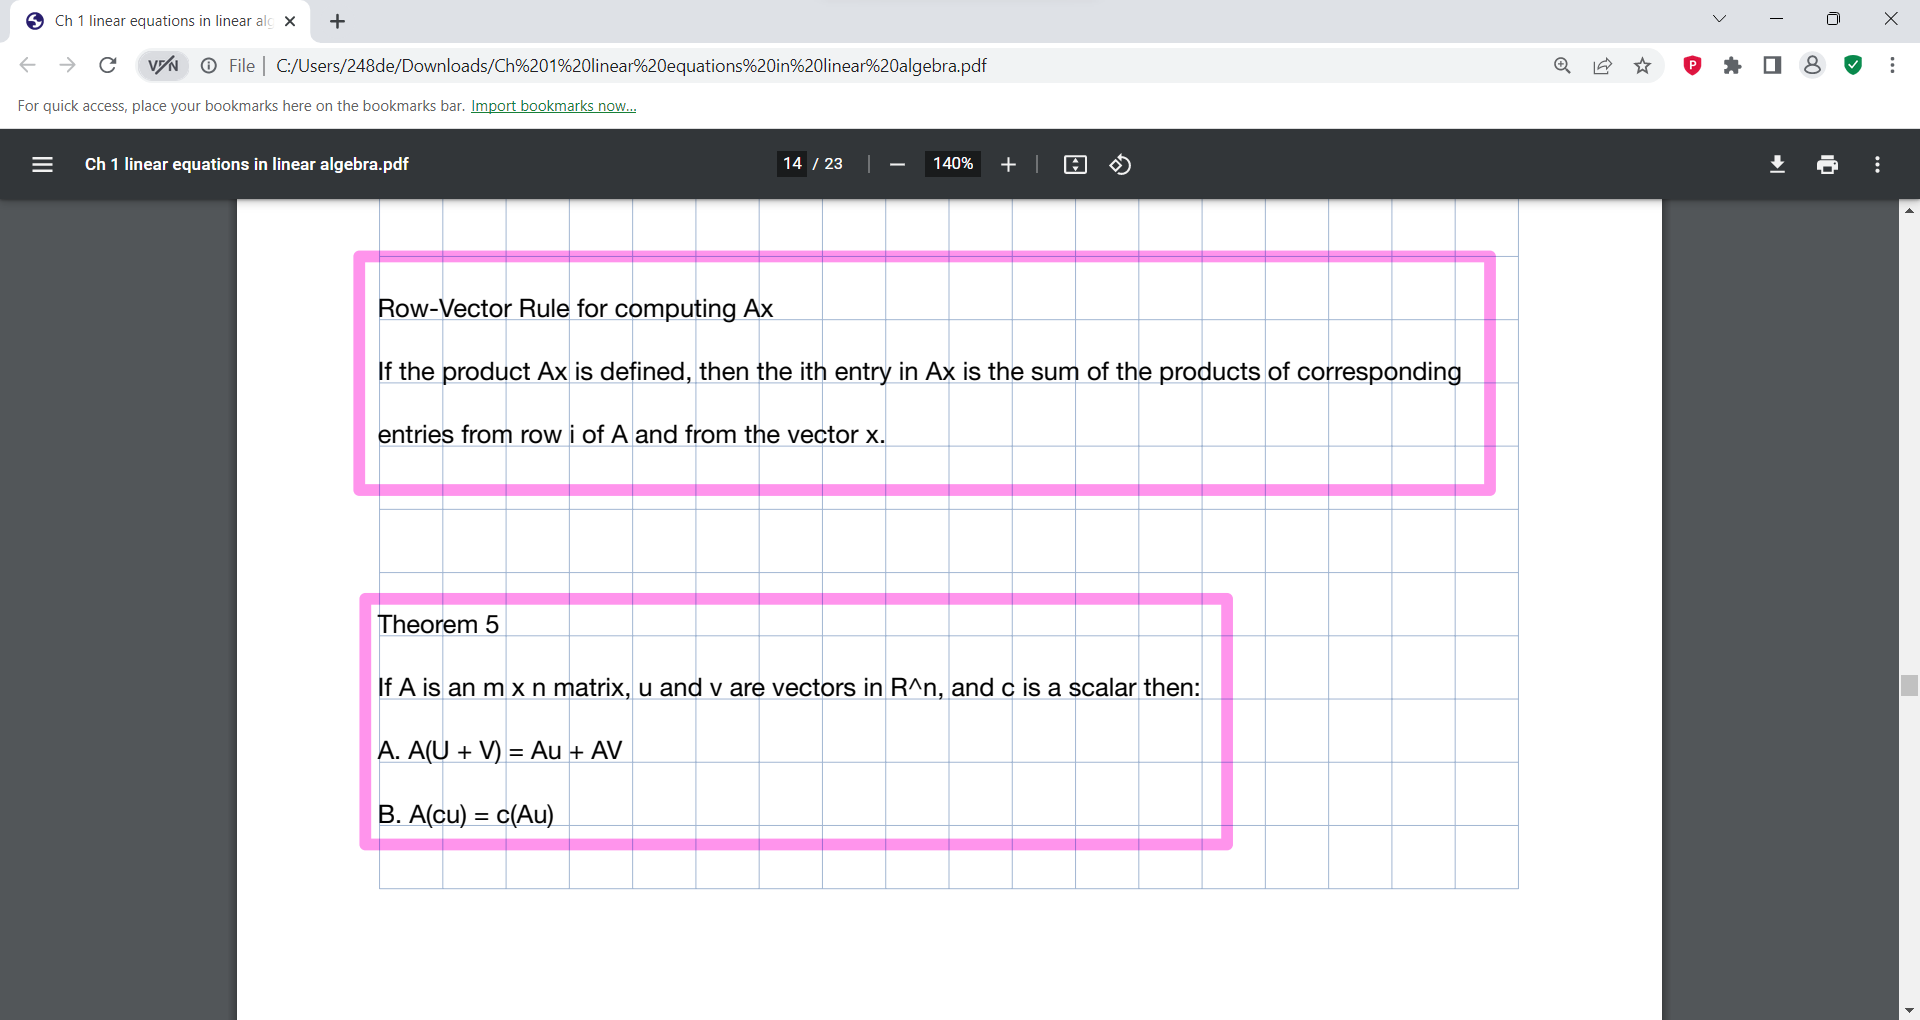 Ch 1 linear equations in linear alg
VPN File C:/Users/248de/Downloads/Ch%201%20linear%20equations%20in%20linear%20algebra.pdf
For quick access, place your bookmarks here on the bookmarks bar. Import bookmarks now...
Ch 1 linear equations in linear algebra.pdf 14 / 23 140%
Row-Vector Rule for computing Ax
If the product Ax is defined, then the ith entry in Ax is the sum of the products of corresponding
entries from row i of A and from the vector x.
Theorem 5
If A is an m x n matrix, u and v are vectors in R^n, and c is a scalar then:
A. A(U + V) = Au + AV
B. A(cu) = c(Au)